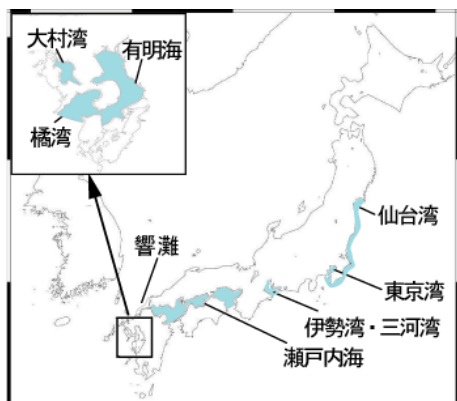 大村湾
有明海
橘湾
仙台湾
響灘
東京湾
伊勢湾・三河湾
瀬戸内海